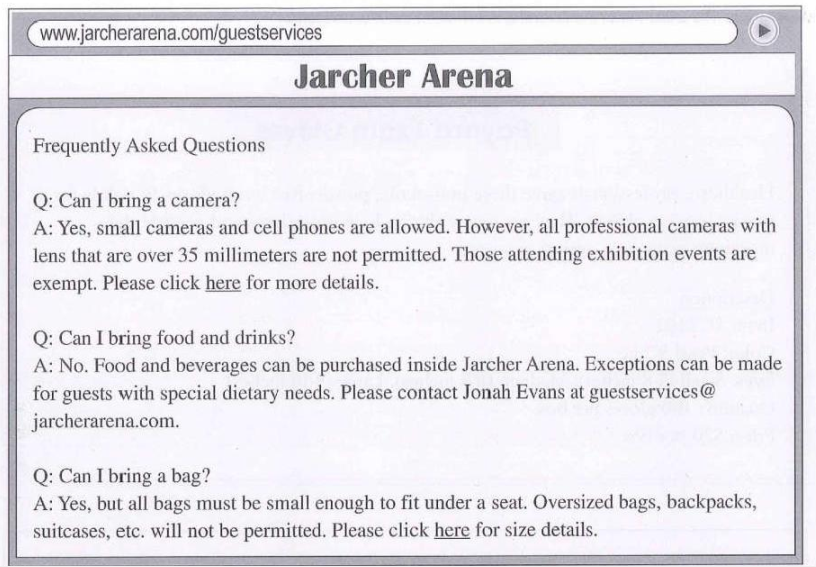 www.jarcherarena.com/guestservices
Jarcher Arena
Frequently Asked Questions
Q: Can I bring a camera?
A: Yes, small cameras and cell phones are allowed. However, all professional cameras with
lens that are over 35 millimeters are not permitted. Those attending exhibition events are
exempt. Please click here for more details.
Q: Can I bring food and drinks?
A: No. Food and beverages can be purchased inside Jarcher Arena. Exceptions can be made
for guests with special dietary needs. Please contact Jonah Evans at guestservices@
jarcherarena.com.
Q: Can I bring a bag?
A: Yes, but all bags must be small enough to fit under a seat. Oversized bags, backpacks,
suitcases, etc. will not be permitted. Please click here for size details.